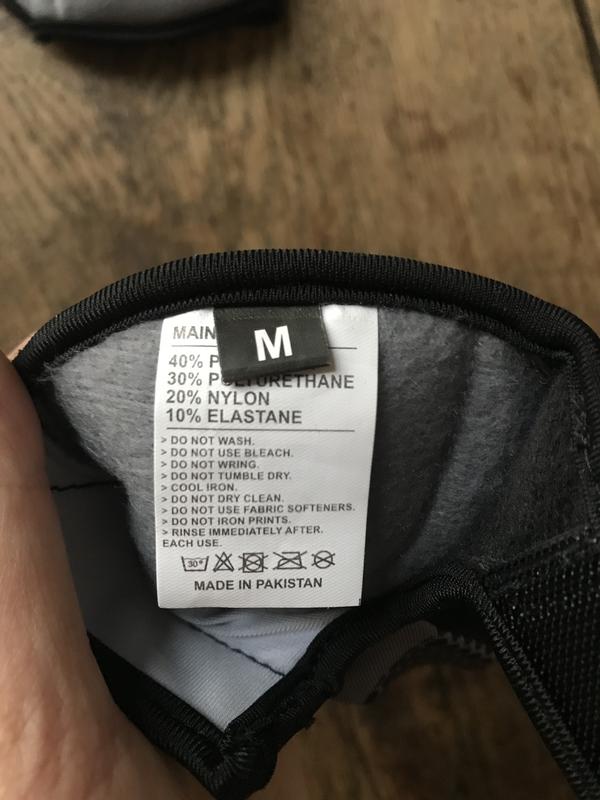 MAIN
M
40% P
30% POLYURETHANE
20% NYLON
10% ELASTANE
> DO NOT WASH.
> DO NOT USE BLEACH.
> DO NOT WRING.
> DO NOT TUMBLE DRY.
> COOL IRON.
> DO NOT DRY CLEAN.
> DO NOT USE FABRIC SOFTENERS.
> DO NOT IRON PRINTS.
> RINSE IMMEDIATELY AFTER.
EACH USE.
30°
MADE IN PAKISTAN